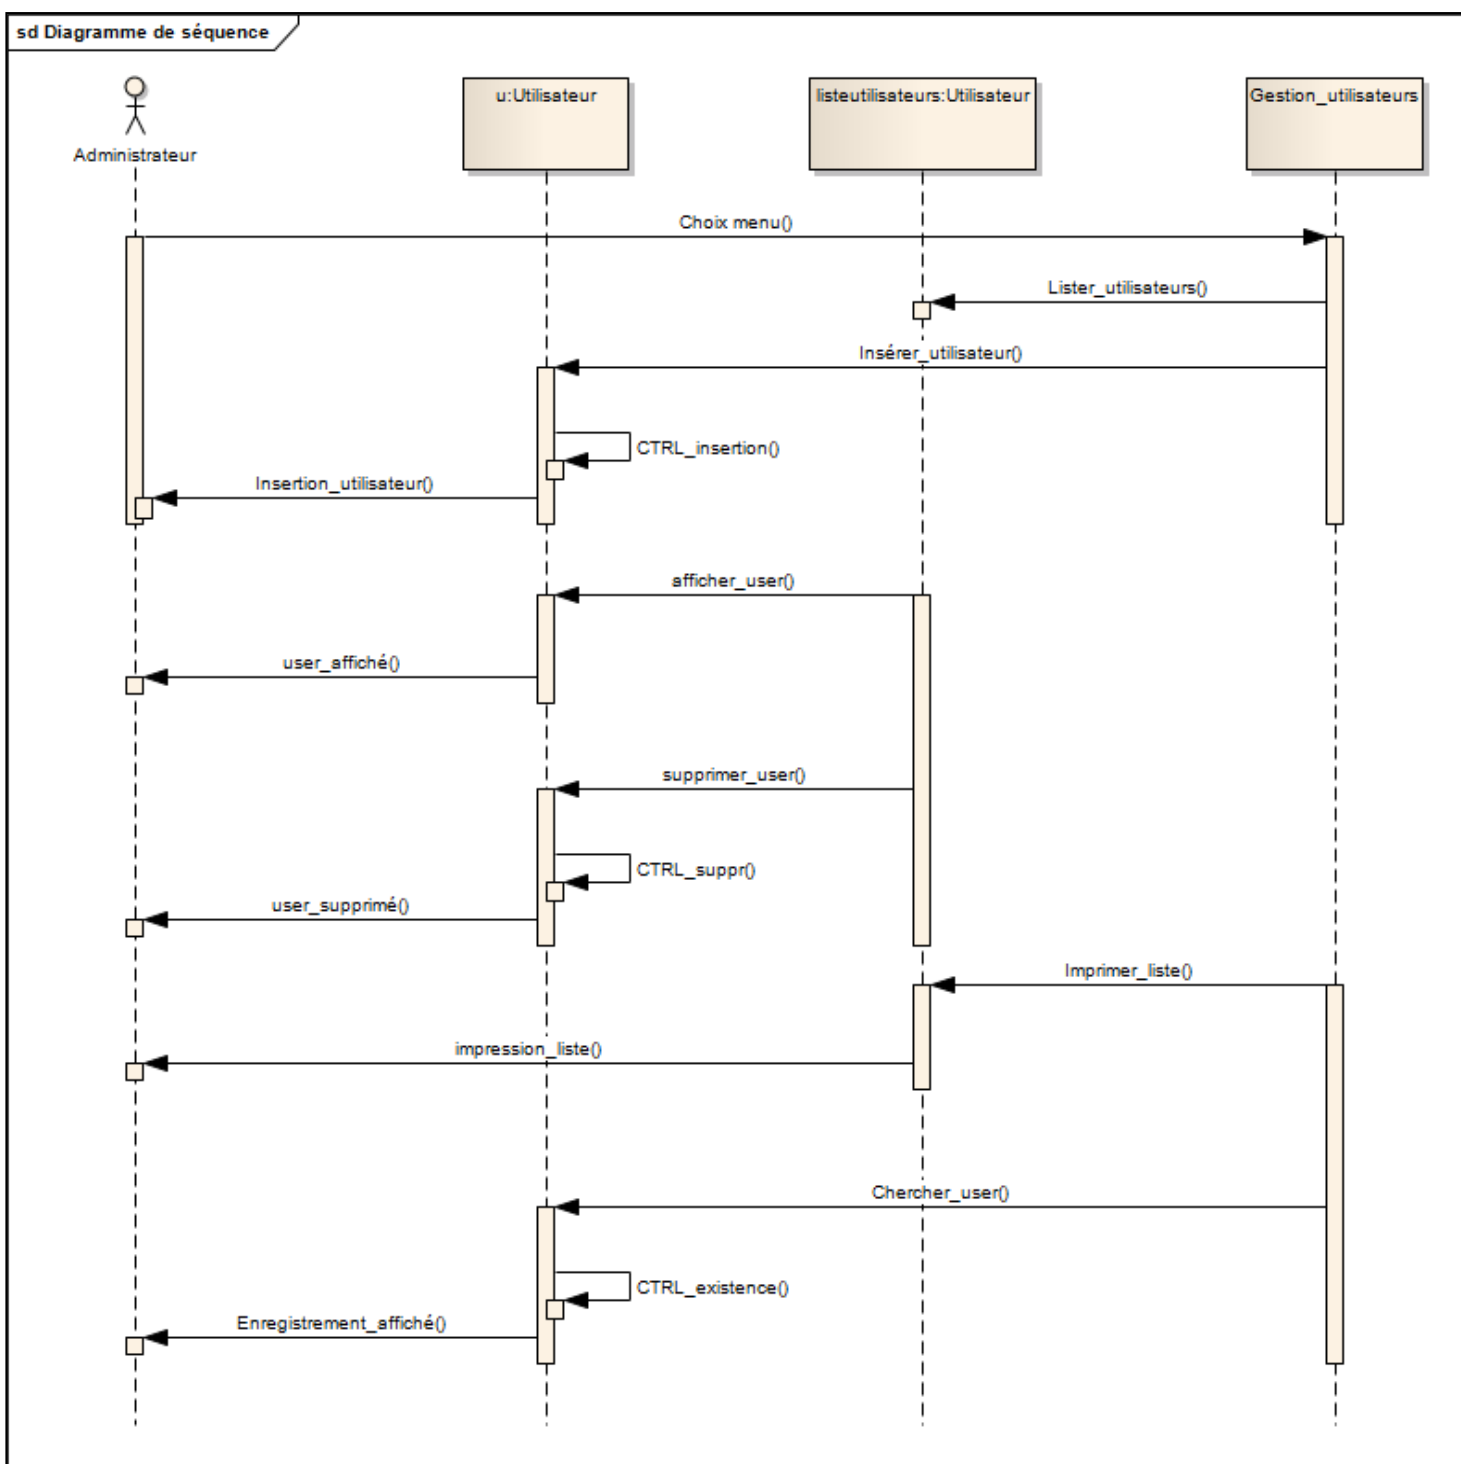 sd Diagramme de séquence
Administrateur
u:Utilisateur
listeutilisateurs:Utilisateur
Gestion_utilisateurs
Choix menu()
Lister_utilisateurs()
Insérer_utilisateur()
CTRL_insertion()
Insertion_utilisateur()
afficher_user()
user_affiché()
supprimer_user()
CTRL_suppr()
user_supprimé()
Imprimer_liste()
impression_liste()
Chercher_user()
CTRL_existence()
Enregistrement_affiché()